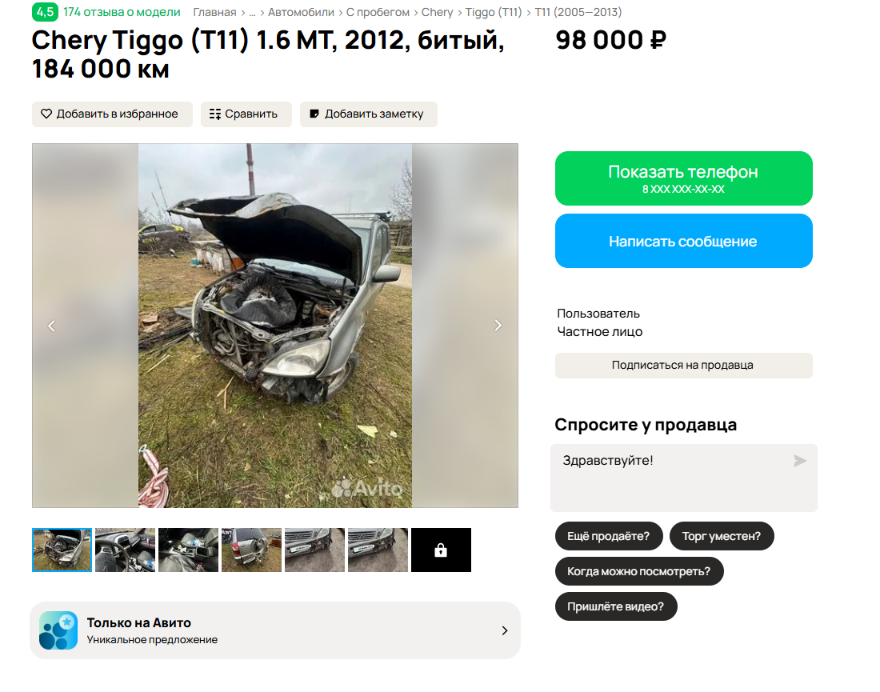 4,5 174 отзыва о модели Главная › … › Автомобили › С пробегом › Chery › Tiggo (T11) › T11 (2005—2013)
Chery Tiggo (T11) 1.6 MT, 2012, битый,
184 000 км
98 000 ₽
Добавить в избранное
Сравнить
Добавить заметку
Показать телефон
8 XXX XXX-XX-XX
Написать сообщение
Пользователь
Частное лицо
Подписаться на продавца
Avito
Спросите у продавца
Здравствуйте!
Ещё продаёте?
Торг уместен?
Когда можно посмотреть?
Пришлёте видео?
Только на Авито
Уникальное предложение